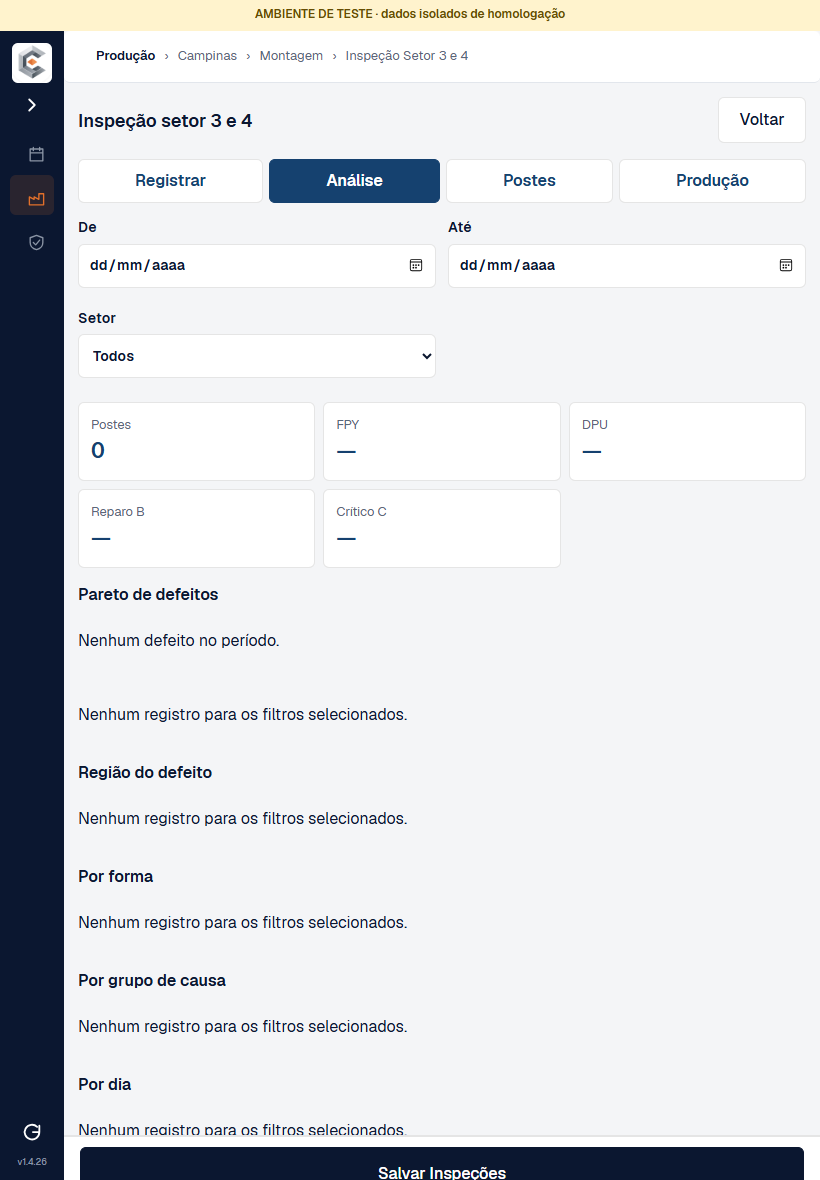 AMBIENTE DE TESTE · dados isolados de homologação
Produção › Campinas › Montagem › Inspeção Setor 3 e 4
Inspeção setor 3 e 4
Voltar
Registrar
Análise
Postes
Produção
De
Até
dd/mm/aaaa
dd/mm/aaaa
Setor
Todos
Postes
FPY
DPU
0
—
—
Reparo B
Crítico C
—
—
Pareto de defeitos
Nenhum defeito no período.
Nenhum registro para os filtros selecionados.
Região do defeito
Nenhum registro para os filtros selecionados.
Por forma
Nenhum registro para os filtros selecionados.
Por grupo de causa
Nenhum registro para os filtros selecionados.
Por dia
Nenhum registro para os filtros selecionados.
v1.4.26
Salvar Inspeções